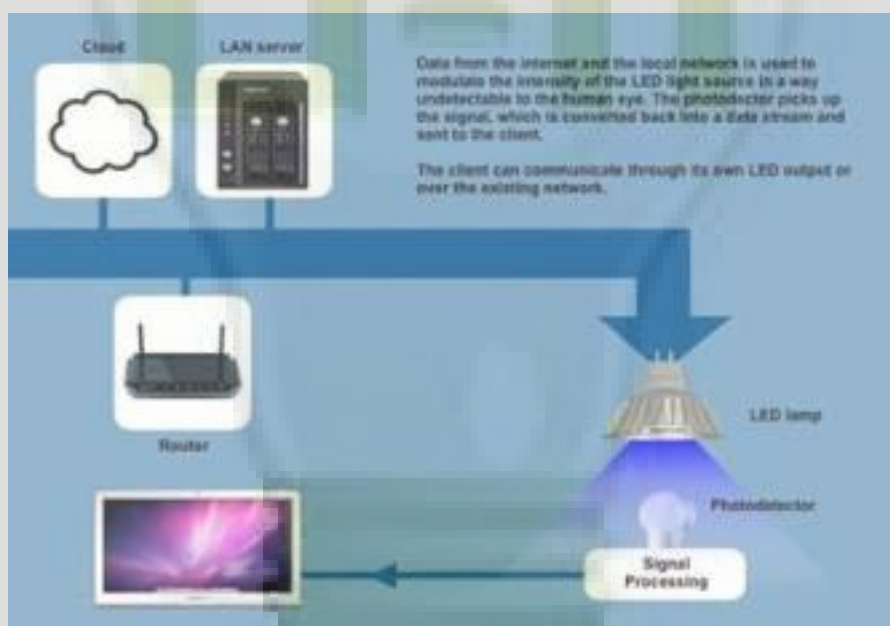 Cloud
LAN server
Data from the internet and the local network is used to
modulate the intensity of the LED light source in a way
undetectable to the human eye. The photodector picks up
the signal, which is converted back into a data stream and
sent to the client.
The client can communicate through its own LED output or
over the existing network.
Router
LED lamp
Photodetector
Signal
Processing